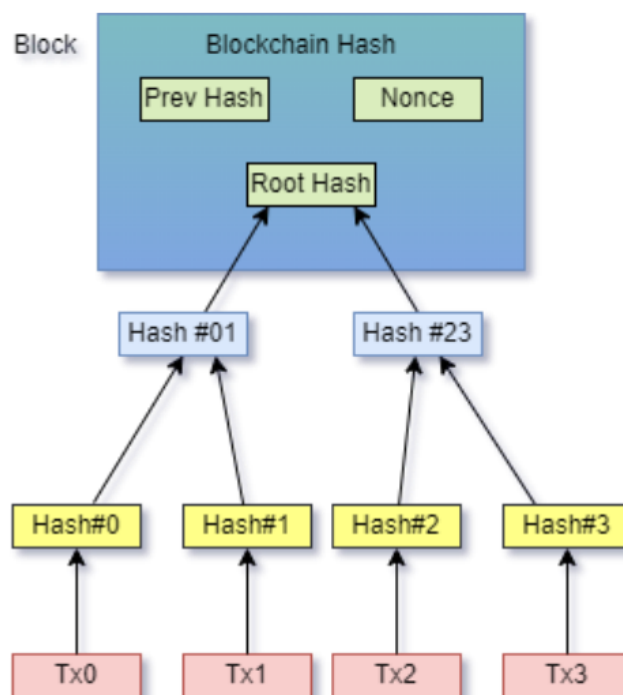 Block
Blockchain Hash
Prev Hash
Nonce
Root Hash
Hash #01
Hash #23
Hash#0
Hash#1
Hash#2
Hash#3
Tx0
Tx1
Tx2
Tx3